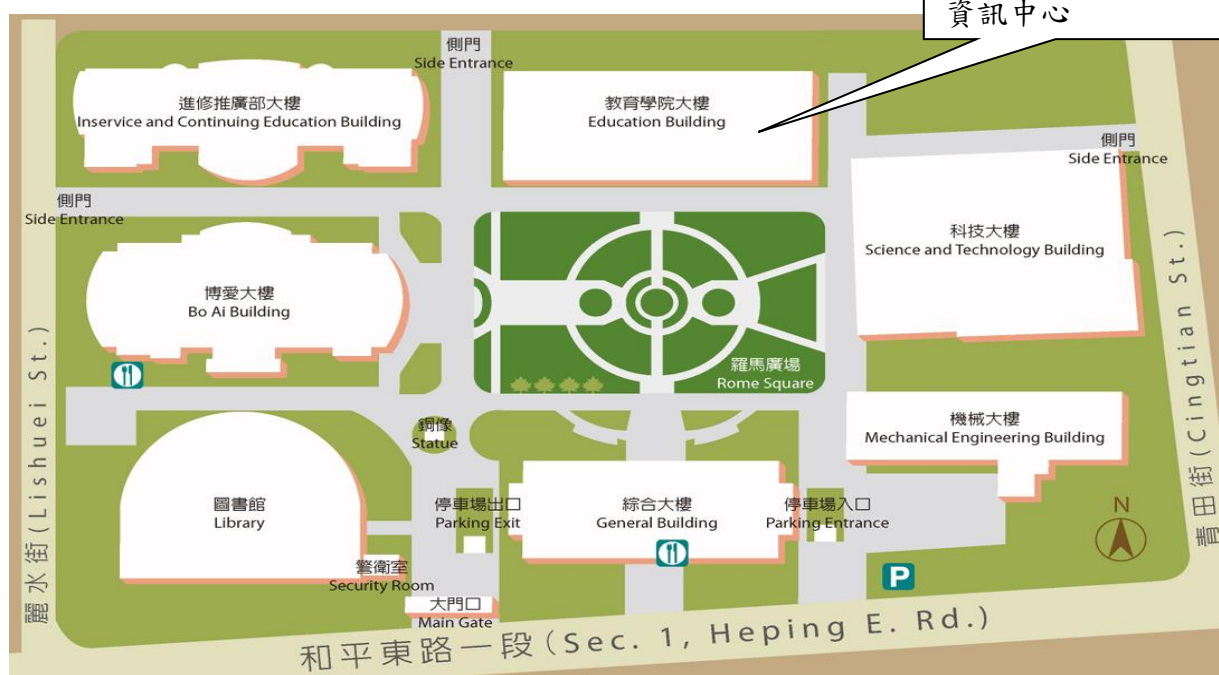 資訊中心
側門
Side Entrance
進修推廣部大樓
Inservice and Continuing Education Building
教育學院大樓
Education Building
側門
Side Entrance
側門
Side Entrance
科技大樓
Science and Technology Building
博愛大樓
Bo Ai Building
羅馬廣場
Rome Square
機械大樓
Mechanical Engineering Building
銅像
Statue
圖書館
Library
停車場出口
Parking Exit
綜合大樓
General Building
停車場入口
Parking Entrance
N
警衛室
Security Room
P
大門口
Main Gate
麗水街(Lishuei St.)
青田街(Cingtian St.)
和平東路一段(Sec. 1, Heping E. Rd.)